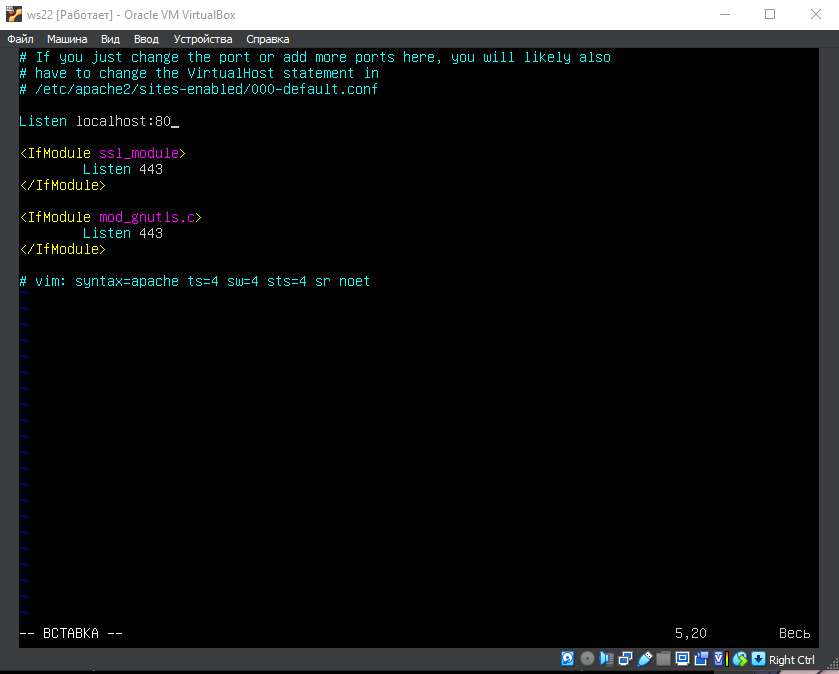 ws22 [Работает] - Oracle VM VirtualBox
Файл Машина Вид Ввод Устройства Справка
# If you just change the port or add more ports here, you will likely also
# have to change the VirtualHost statement in
# /etc/apache2/sites-enabled/000-default.conf
Listen localhost:80_
<IfModule ssl_module>
Listen 443
</IfModule>
<IfModule mod_gnutls.c>
Listen 443
</IfModule>
# vim: syntax=apache ts=4 sw=4 sts=4 sr noet
-- ВСТАВКА -- 5,20 Весь
Right Ctrl